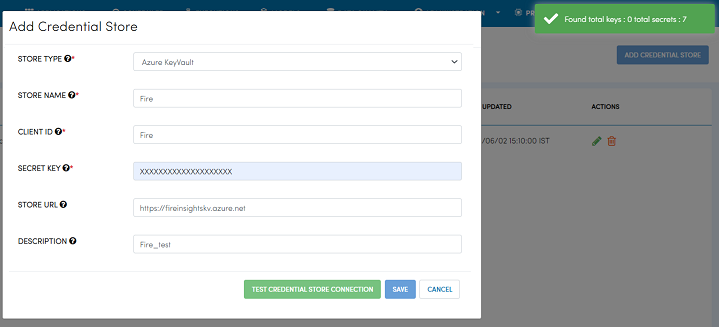 Add Credential Store
Found total keys : 0 total secrets : 7
ADD CREDENTIAL STORE
STORE TYPE ?*
Azure KeyVault
STORE NAME ?*
Fire
UPDATED
ACTIONS
CLIENT ID ?*
Fire
/06/02 15:10:00 IST
SECRET KEY ?*
XXXXXXXXXXXXXXXXXXXX
STORE URL ?
https://fireinsightskv.azure.net
DESCRIPTION ?
Fire_test
TEST CREDENTIAL STORE CONNECTION
SAVE
CANCEL